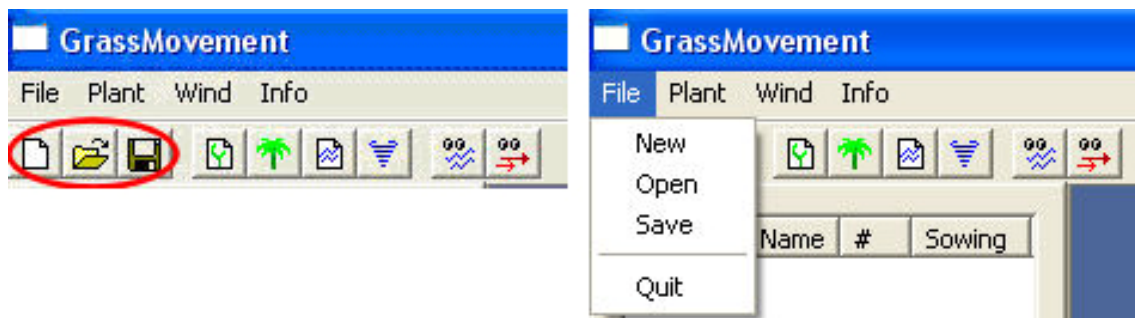 GrassMovement
File Plant Wind Info
GrassMovement
File Plant Wind Info
New
Open
Save
Name # Sowing
Quit